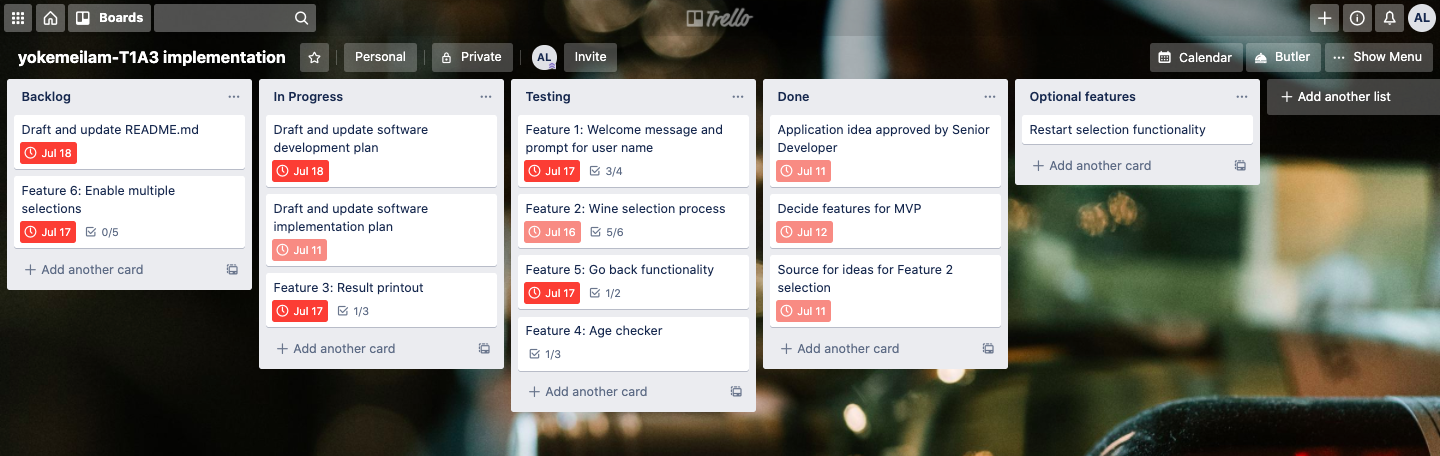 Boards
Trello
AL
yokemeilam-T1A3 implementation
Personal
Private
AL
Invite
Calendar
Butler
Show Menu
Backlog
Draft and update README.md
Jul 18
Feature 6: Enable multiple
selections
Jul 17
0/5
Add another card
In Progress
Draft and update software
development plan
Jul 18
Draft and update software
implementation plan
Jul 11
Feature 3: Result printout
Jul 17
1/3
Add another card
Testing
Feature 1: Welcome message and
prompt for user name
Jul 17
3/4
Feature 2: Wine selection process
Jul 16
5/6
Feature 5: Go back functionality
Jul 17
1/2
Feature 4: Age checker
1/3
Add another card
Done
Application idea approved by Senior
Developer
Jul 11
Decide features for MVP
Jul 12
Source for ideas for Feature 2
selection
Jul 11
Add another card
Optional features
Restart selection functionality
Add another card
Add another list